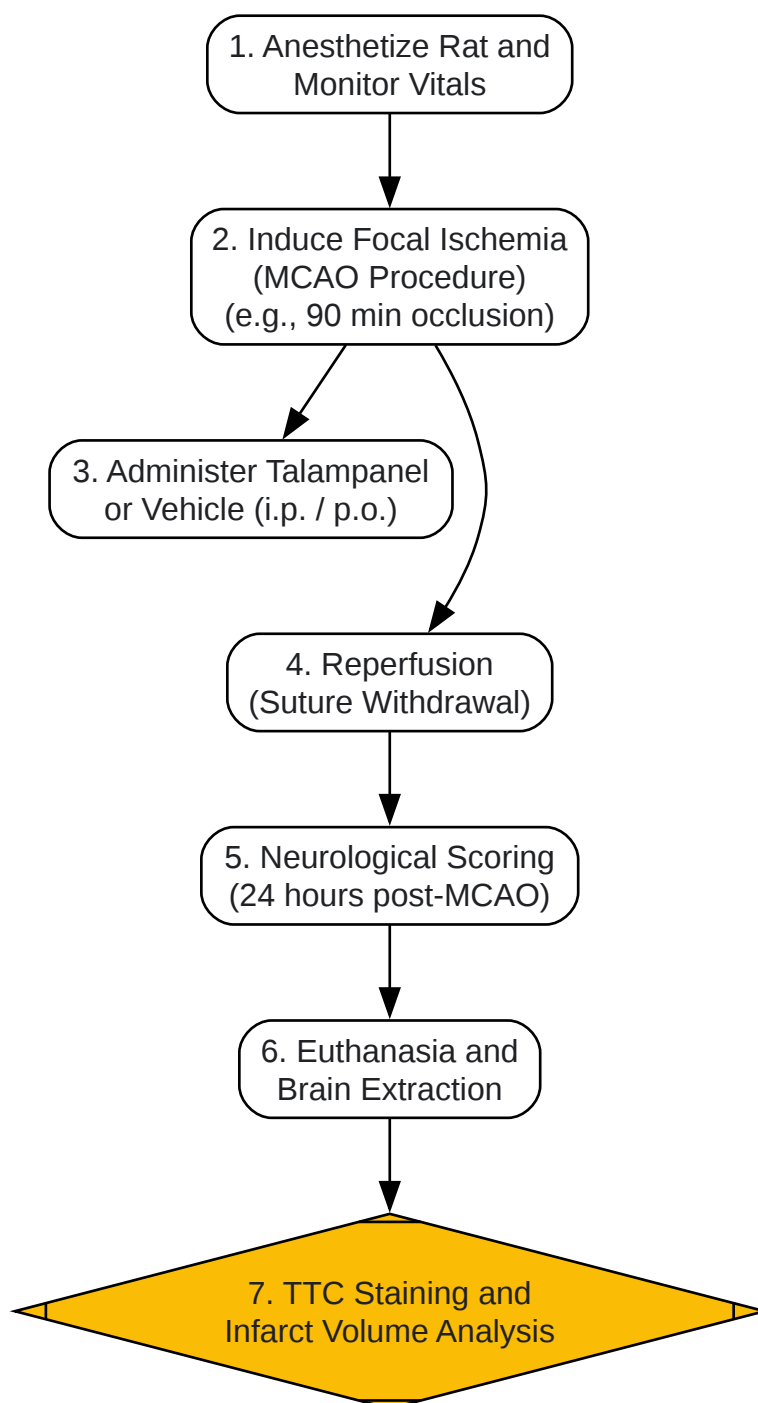 1. Anesthetize Rat and
Monitor Vitals
2. Induce Focal Ischemia
(MCAO Procedure)
(e.g., 90 min occlusion)
3. Administer Talampanel
or Vehicle (i.p. / p.o.)
4. Reperfusion
(Suture Withdrawal)
5. Neurological Scoring
(24 hours post-MCAO)
6. Euthanasia and
Brain Extraction
7. TTC Staining and
Infarct Volume Analysis